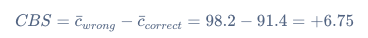 CBS = c̄_wrong − c̄_correct = 98.2 − 91.4 = +6.75